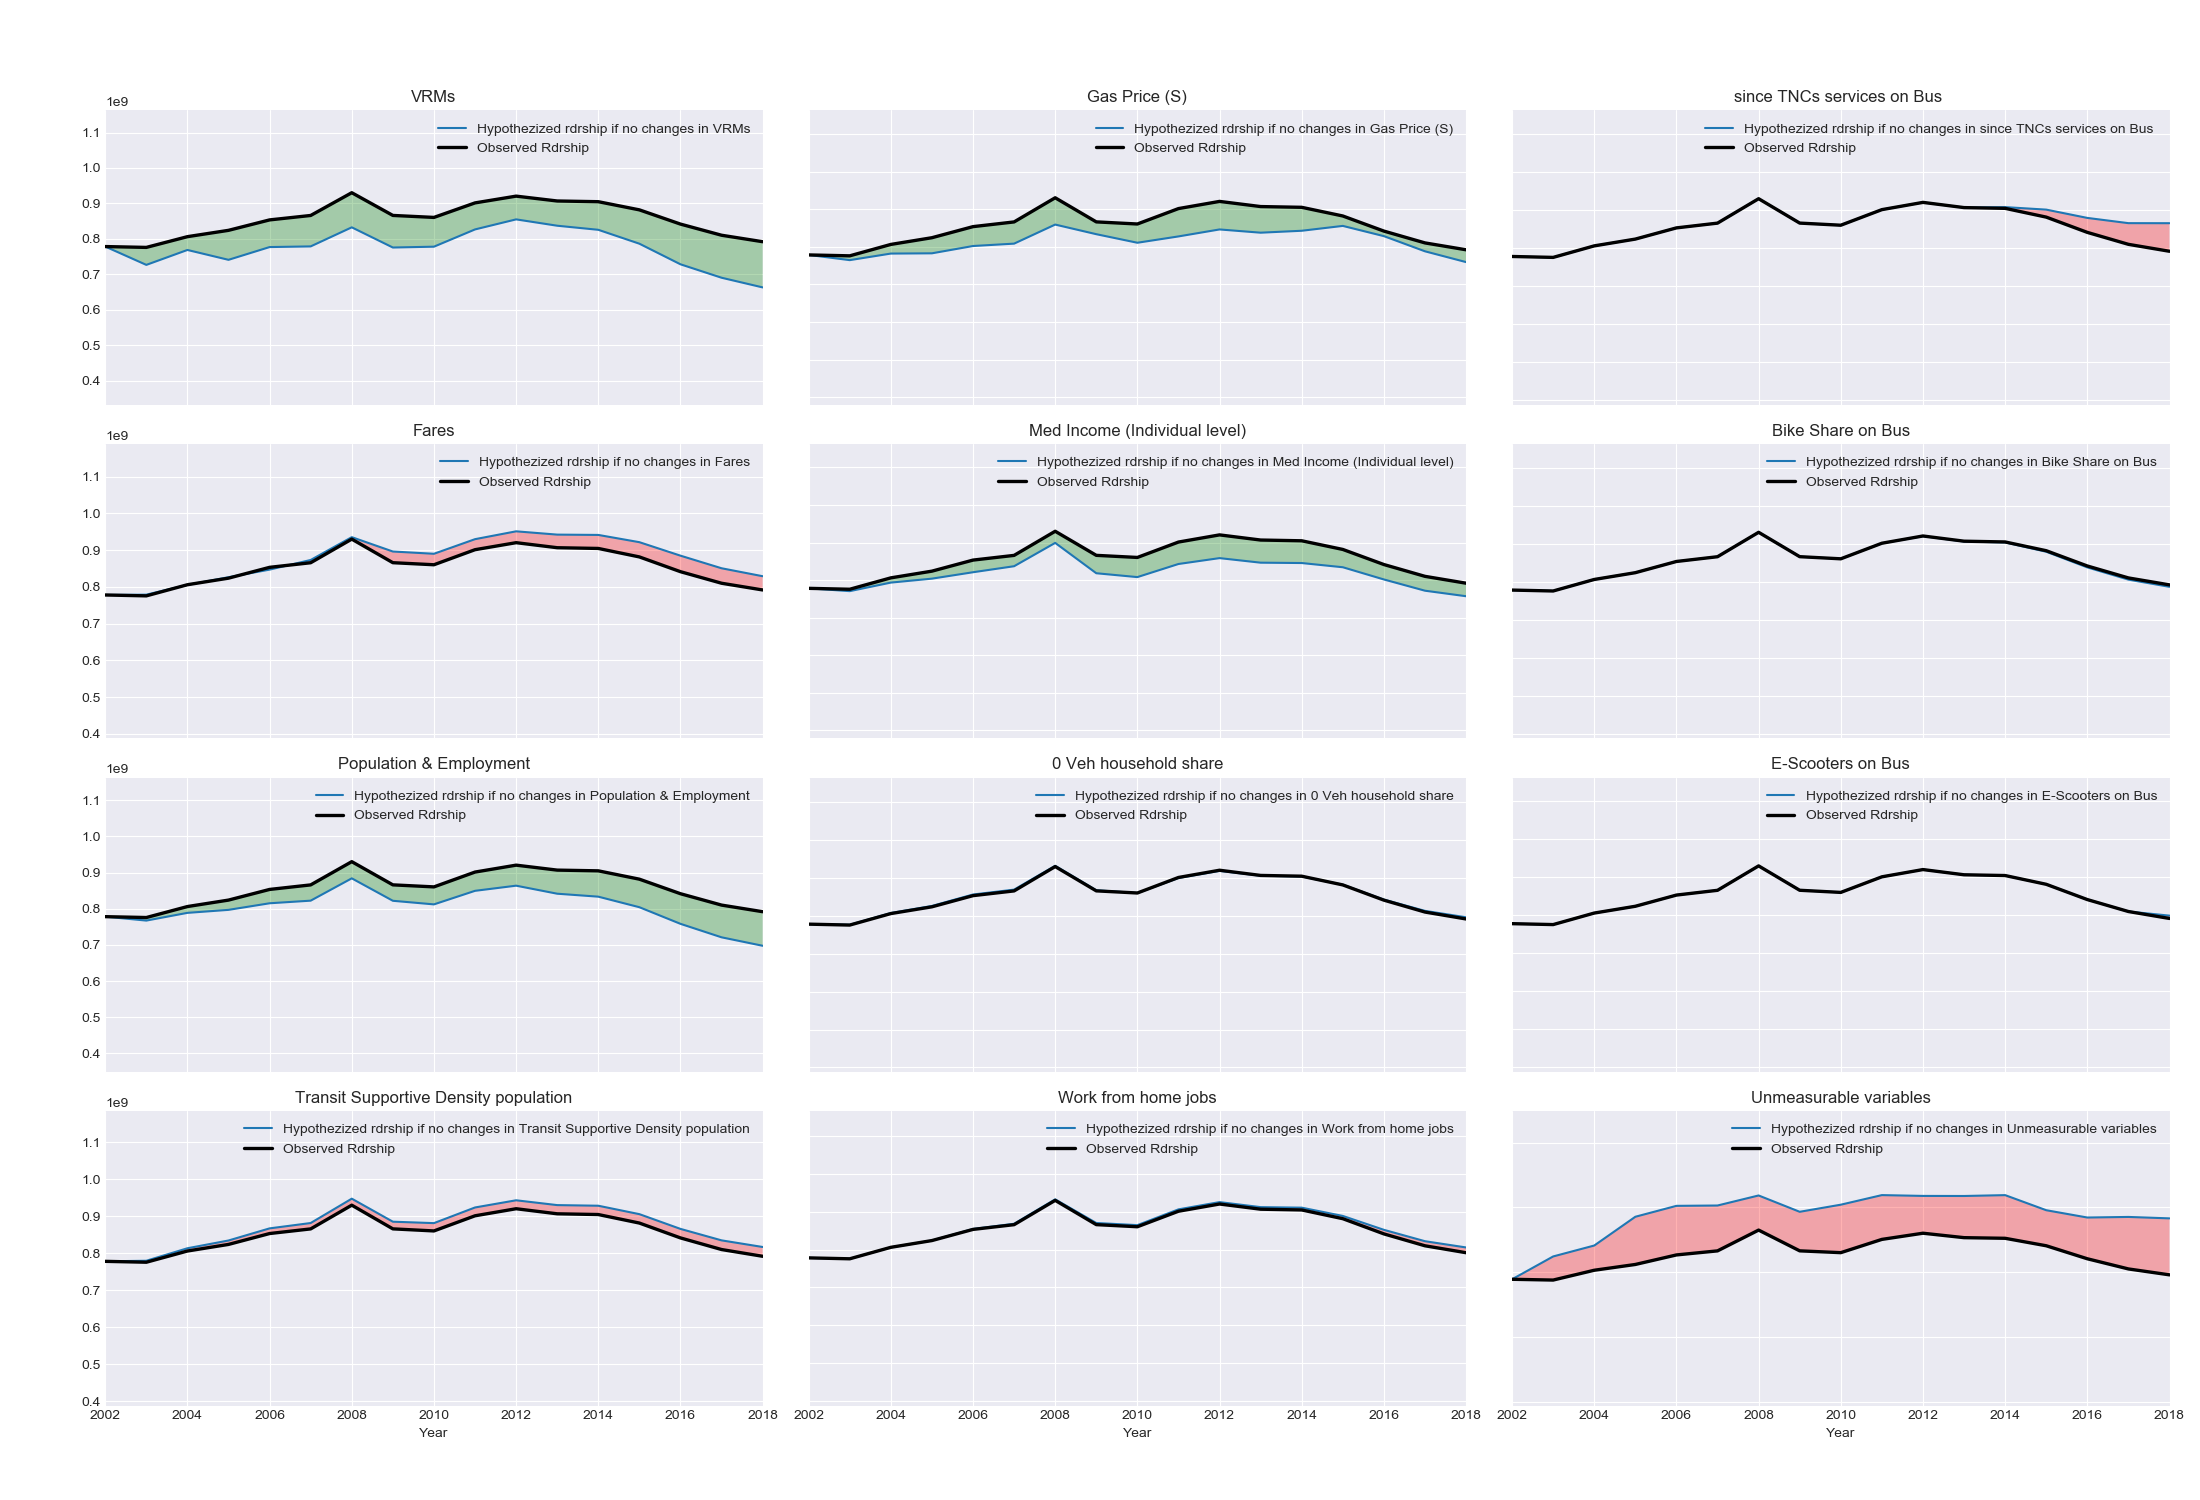 VRMs
1e9
Hypothezized rdrship if no changes in VRMs
Observed Rdrship
1.1
1.0
0.9
0.8
0.7
0.6
0.5
0.4
Gas Price (S)
Hypothezized rdrship if no changes in Gas Price (S)
Observed Rdrship
since TNCs services on Bus
Hypothezized rdrship if no changes in since TNCs services on Bus
Observed Rdrship
Fares
1e9
Hypothezized rdrship if no changes in Fares
Observed Rdrship
1.1
1.0
0.9
0.8
0.7
0.6
0.5
0.4
Med Income (Individual level)
Hypothezized rdrship if no changes in Med Income (Individual level)
Observed Rdrship
Bike Share on Bus
Hypothezized rdrship if no changes in Bike Share on Bus
Observed Rdrship
Population & Employment
1e9
Hypothezized rdrship if no changes in Population & Employment
Observed Rdrship
1.1
1.0
0.9
0.8
0.7
0.6
0.5
0.4
0 Veh household share
Hypothezized rdrship if no changes in 0 Veh household share
Observed Rdrship
E-Scooters on Bus
Hypothezized rdrship if no changes in E-Scooters on Bus
Observed Rdrship
Transit Supportive Density population
1e9
Hypothezized rdrship if no changes in Transit Supportive Density population
Observed Rdrship
1.1
1.0
0.9
0.8
0.7
0.6
0.5
0.4
2002 2004 2006 2008 2010 2012 2014 2016 2018
Year
Work from home jobs
Hypothezized rdrship if no changes in Work from home jobs
Observed Rdrship
2002 2004 2006 2008 2010 2012 2014 2016 2018
Year
Unmeasurable variables
Hypothezized rdrship if no changes in Unmeasurable variables
Observed Rdrship
2002 2004 2006 2008 2010 2012 2014 2016 2018
Year